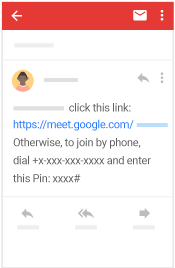 click this link:
https://meet.google.com/
Otherwise, to join by phone,
dial +x-xxx-xxx-xxxx and enter
this Pin: xxxx#